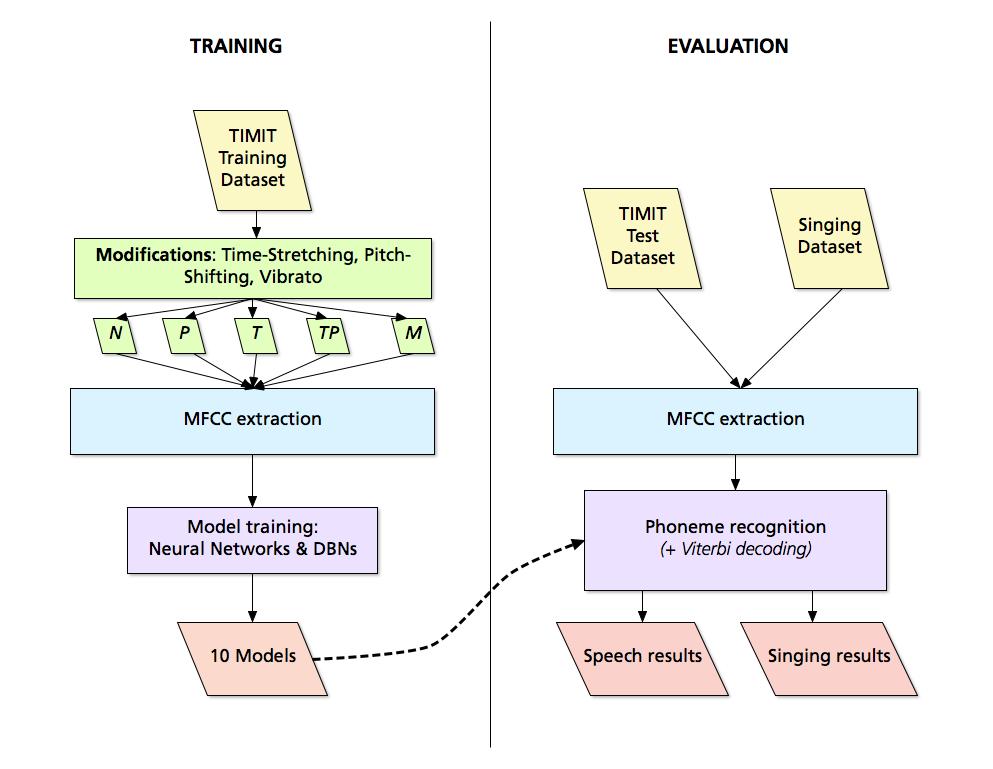 TRAINING
TIMIT
Training
Dataset
Modifications: Time-Stretching, Pitch-
Shifting, Vibrato
N P T TP M
MFCC extraction
Model training:
Neural Networks & DBNs
10 Models
EVALUATION
TIMIT
Test
Dataset
Singing
Dataset
MFCC extraction
Phoneme recognition
(+ Viterbi decoding)
Speech results
Singing results